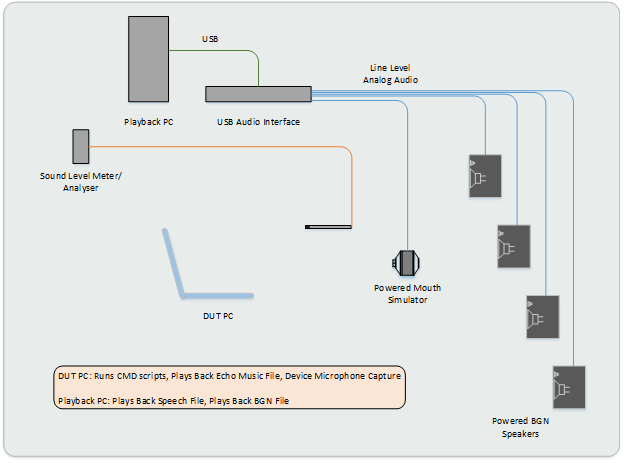 USB
Line Level
Analog Audio
Playback PC
USB Audio Interface
Sound Level Meter/
Analyser
Powered Mouth
Simulator
DUT PC
DUT PC: Runs CMD scripts, Plays Back Echo Music File, Device Microphone Capture
Playback PC: Plays Back Speech File, Plays Back BGN File
Powered BGN
Speakers